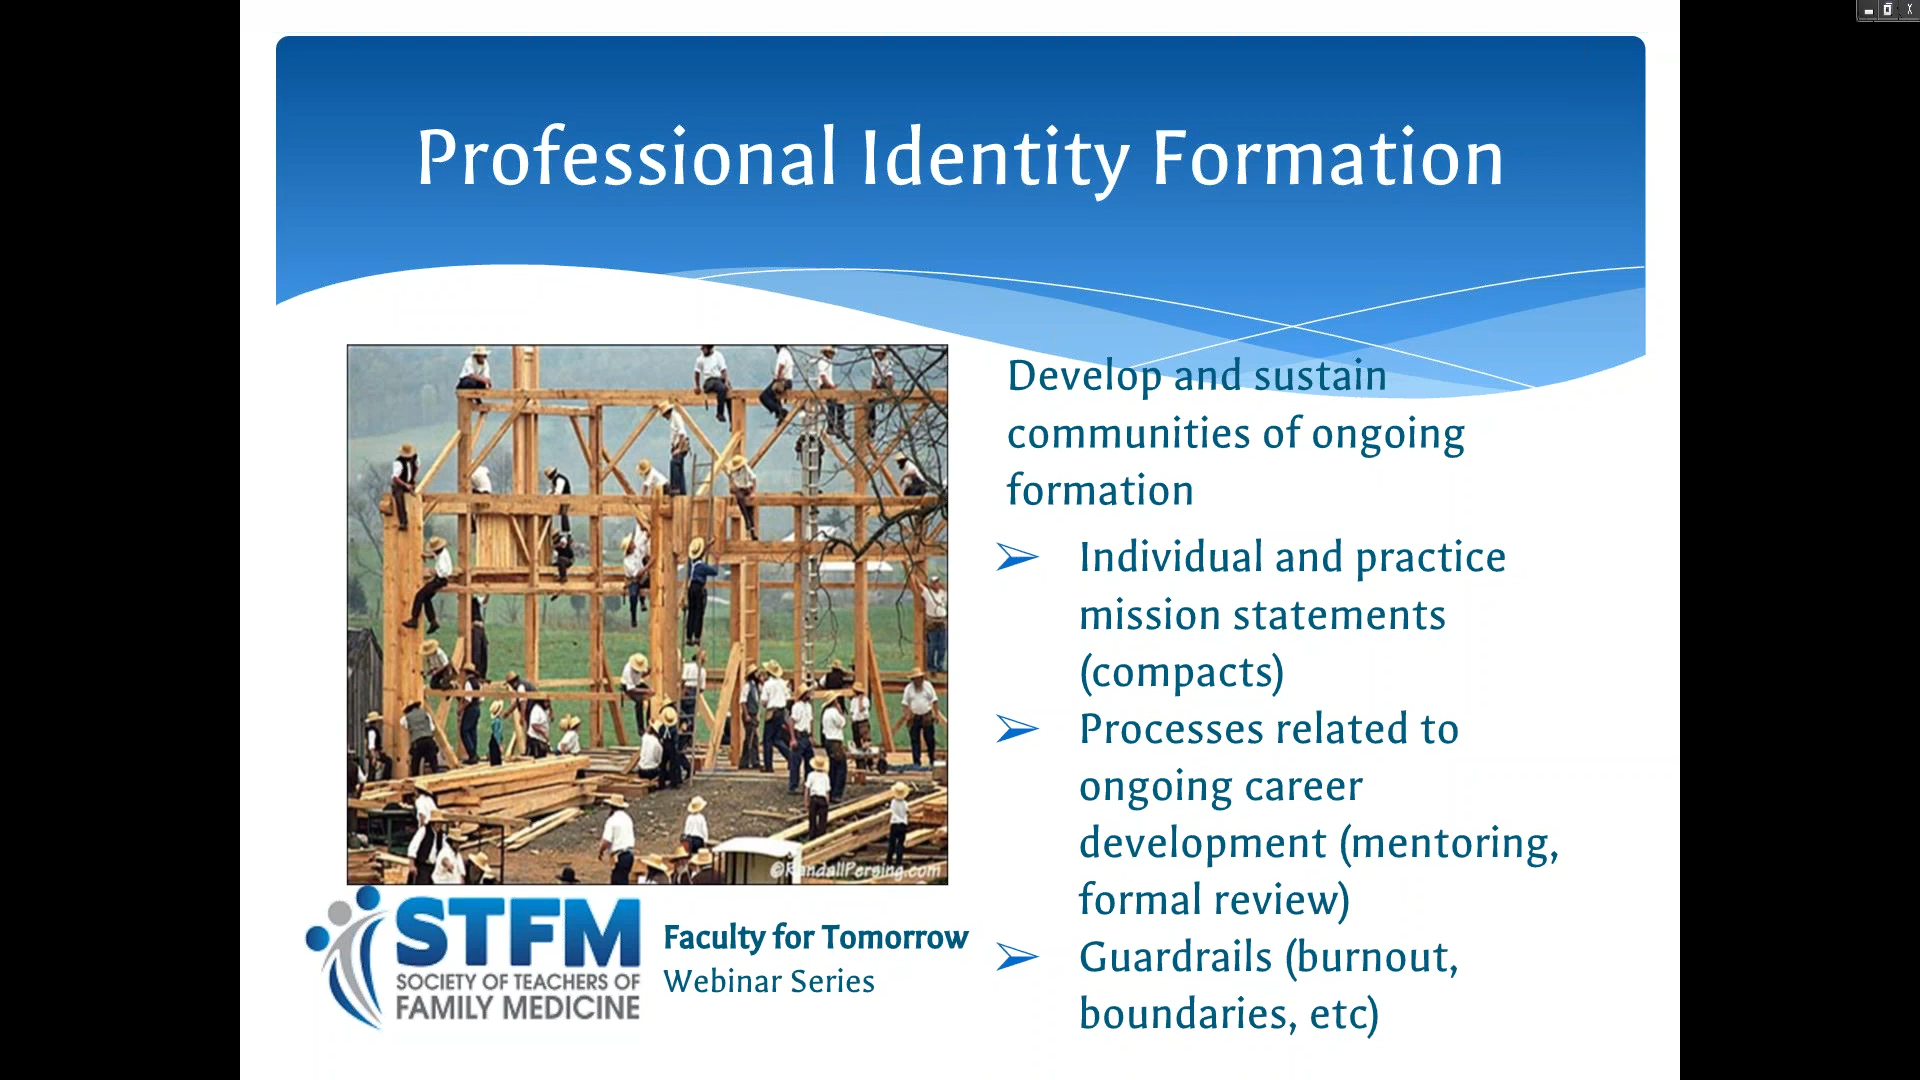 Professional Identity Formation
Develop and sustain
communities of ongoing
formation
Individual and practice
mission statements
(compacts)
Processes related to
ongoing career
development (mentoring,
formal review)
Guardrails (burnout,
boundaries, etc)
©RandallPersing.com
STFM
SOCIETY OF TEACHERS OF
FAMILY MEDICINE
Faculty for Tomorrow
Webinar Series